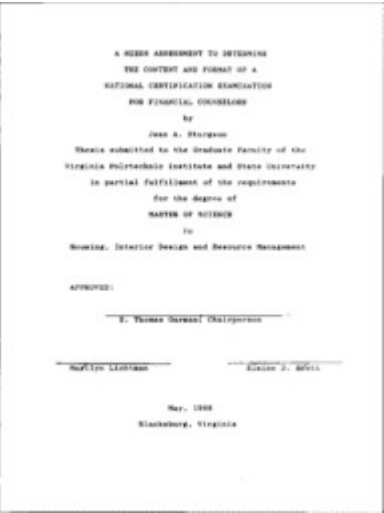 A NEEDS ASSESSMENT TO DETERMINE
THE CONTENT AND FORMAT OF A
NATIONAL CERTIFICATION EXAMINATION
FOR FINANCIAL COUNSELORS
by
Jean A. Sturgeon
Thesis submitted to the Graduate Faculty of the
Virginia Polytechnic Institute and State University
in partial fulfillment of the requirements
for the degree of
MASTER OF SCIENCE
in
Housing, Interior Design and Resource Management
APPROVED:
E. Thomas Garman, Chairperson
Marilyn Lichtman
Elaine D.
May, 1988
Blacksburg, Virginia